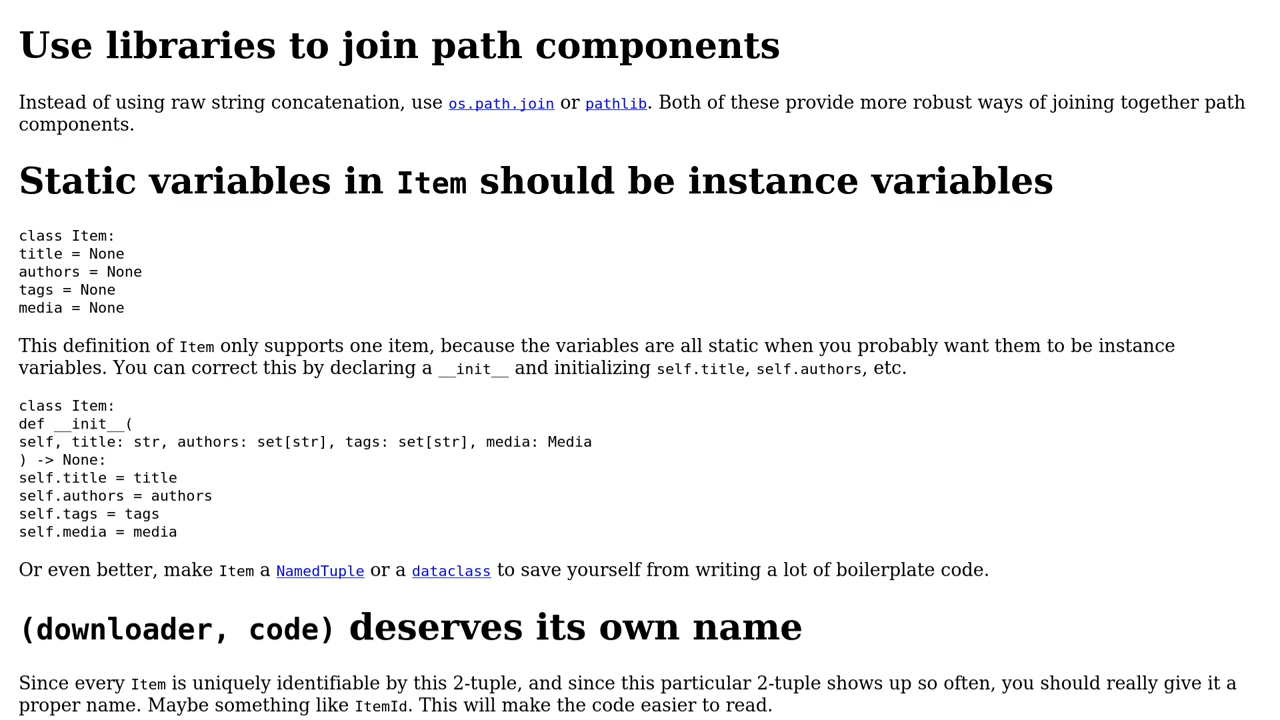 Use libraries to join path components
Instead of using raw string concatenation, use os.path.join or pathlib. Both of these provide more robust ways of joining together path
components.
Static variables in Item should be instance variables
class Item:
title = None
authors = None
tags = None
media = None
This definition of Item only supports one item, because the variables are all static when you probably want them to be instance
variables. You can correct this by declaring a __init__ and initializing self.title, self.authors, etc.
class Item:
def __init__(
self, title: str, authors: set[str], tags: set[str], media: Media
) -> None:
self.title = title
self.authors = authors
self.tags = tags
self.media = media
Or even better, make Item a NamedTuple or a dataclass to save yourself from writing a lot of boilerplate code.
(downloader, code) deserves its own name
Since every Item is uniquely identifiable by this 2-tuple, and since this particular 2-tuple shows up so often, you should really give it a
proper name. Maybe something like ItemId. This will make the code easier to read.